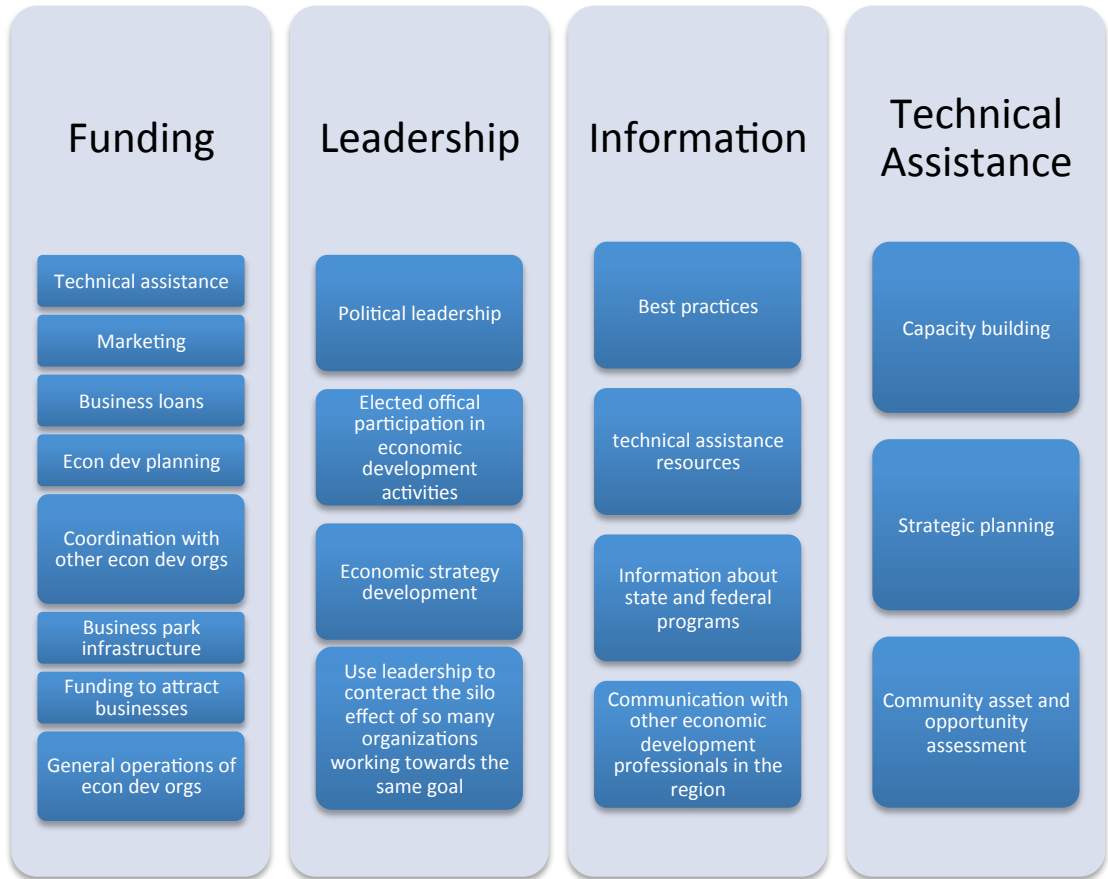 Funding
Technical assistance
Marketing
Business loans
Econ dev planning
Coordination with
other econ dev orgs
Business park
infrastructure
Funding to attract
businesses
General operations of
econ dev orgs
Leadership
Political leadership
Elected offical
participation in
economic
development
activities
Economic strategy
development
Use leadership to
conteract the silo
effect of so many
organizations
working towards the
same goal
Information
Best practices
technical assistance
resources
Information about
state and federal
programs
Communication with
other economic
development
professionals in the
region
Technical
Assistance
Capacity building
Strategic planning
Community asset and
opportunity
assessment